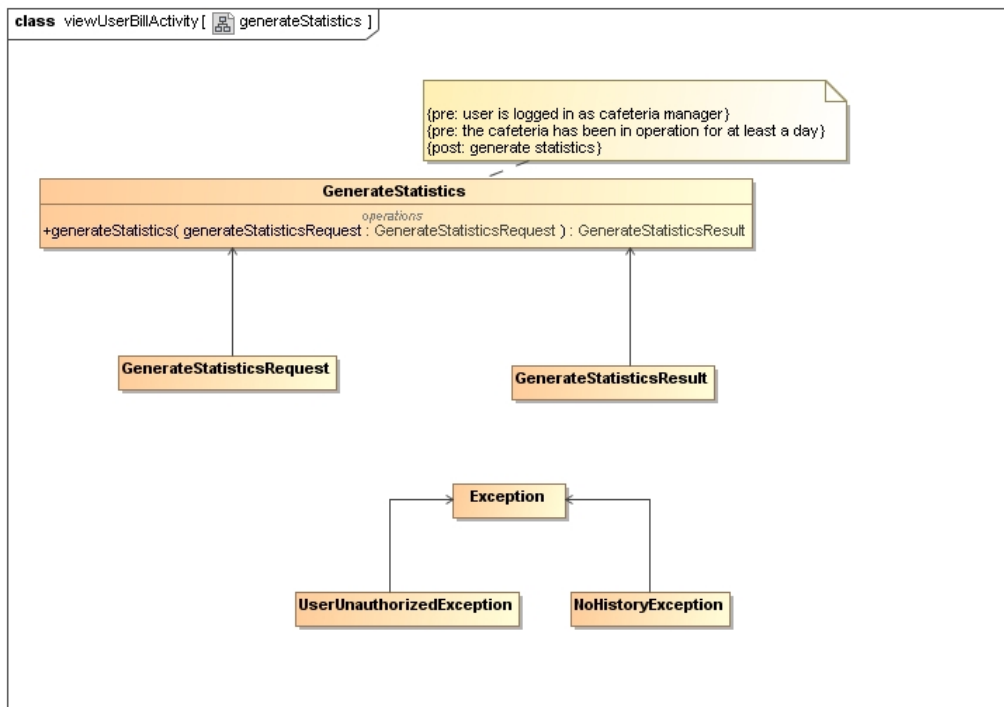 class viewUserBillActivity [ generateStatistics ]
{pre: user is logged in as cafeteria manager}
{pre: the cafeteria has been in operation for at least a day}
{post: generate statistics}
GenerateStatistics
operations
+generateStatistics( generateStatisticsRequest : GenerateStatisticsRequest ) : GenerateStatisticsResult
GenerateStatisticsRequest
GenerateStatisticsResult
Exception
UserUnauthorizedException
NoHistoryException